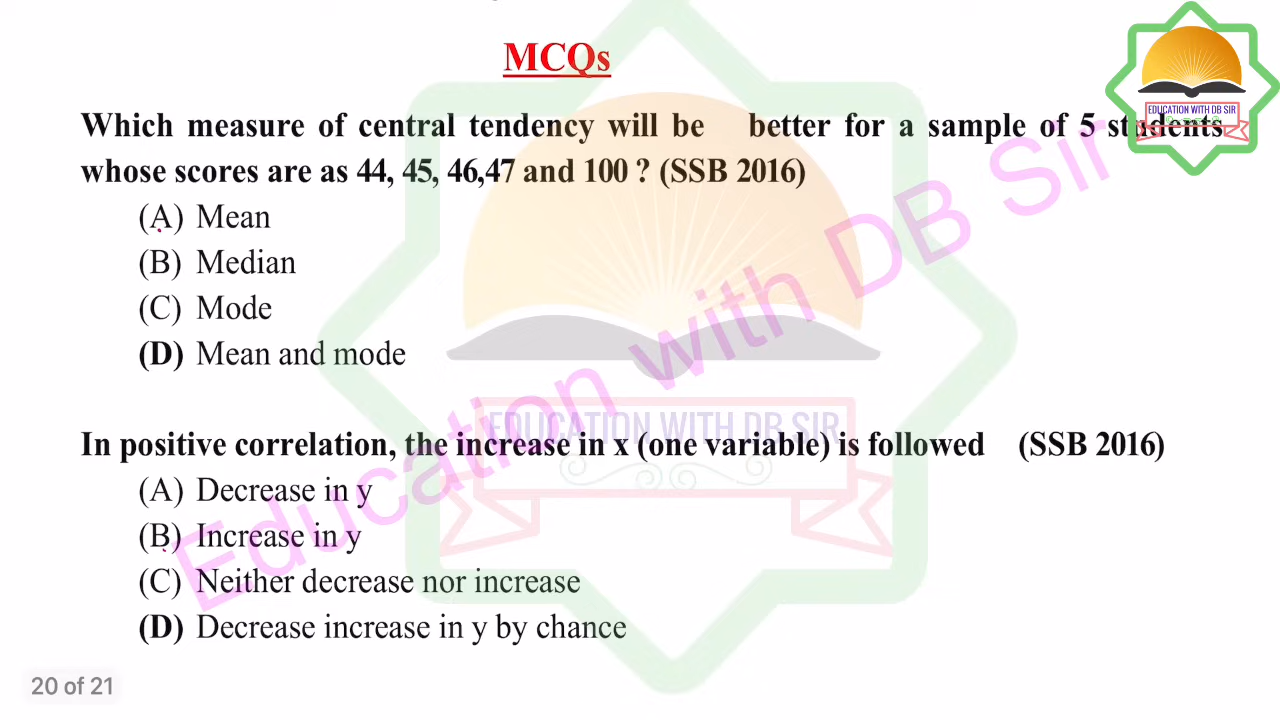 MCQs
EDUCATION WITH DB SIR
Which measure of central tendency will be better for a sample of 5 students
whose scores are as 44, 45, 46,47 and 100 ? (SSB 2016)
(A) Mean
(B) Median
(C) Mode
(D) Mean and mode
EDUCATION WITH DB SIR
Education with DB Sir
In positive correlation, the increase in x (one variable) is followed (SSB 2016)
(A) Decrease in y
(B) Increase in y
(C) Neither decrease nor increase
(D) Decrease increase in y by chance
20 of 21